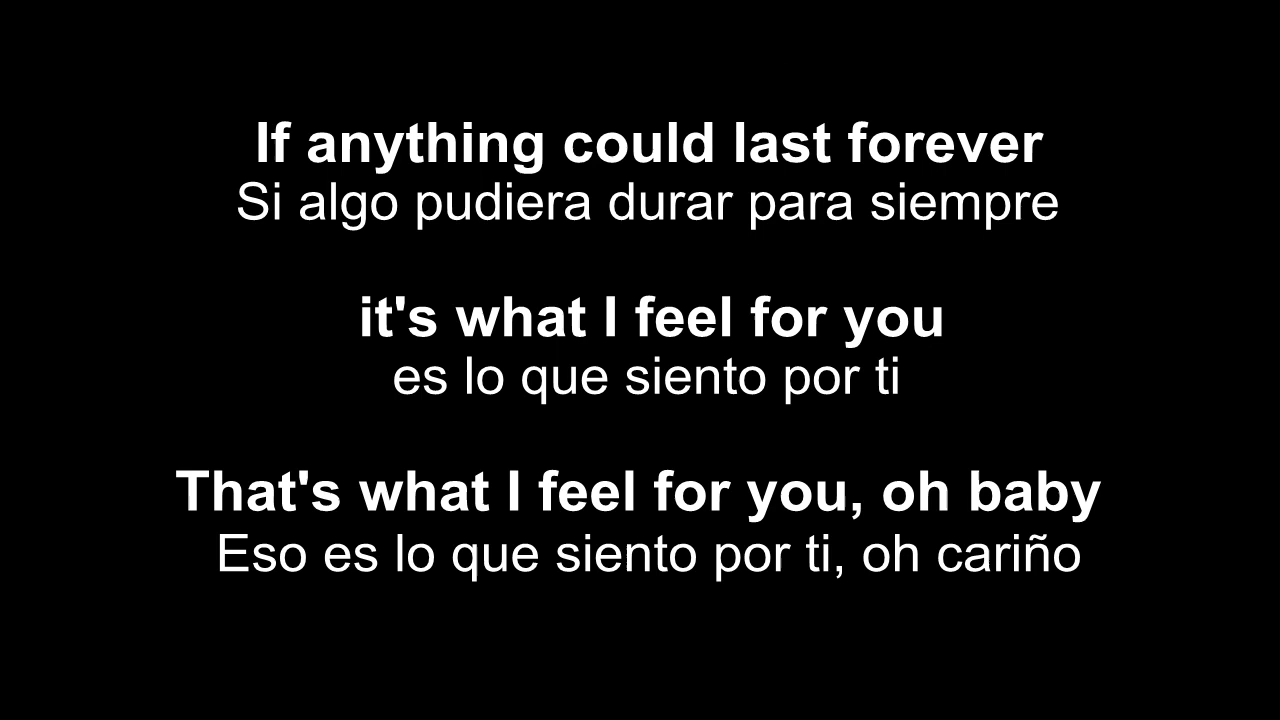 If anything could last forever
Si algo pudiera durar para siempre
it's what I feel for you
es lo que siento por ti
That's what I feel for you, oh baby
Eso es lo que siento por ti, oh cariño